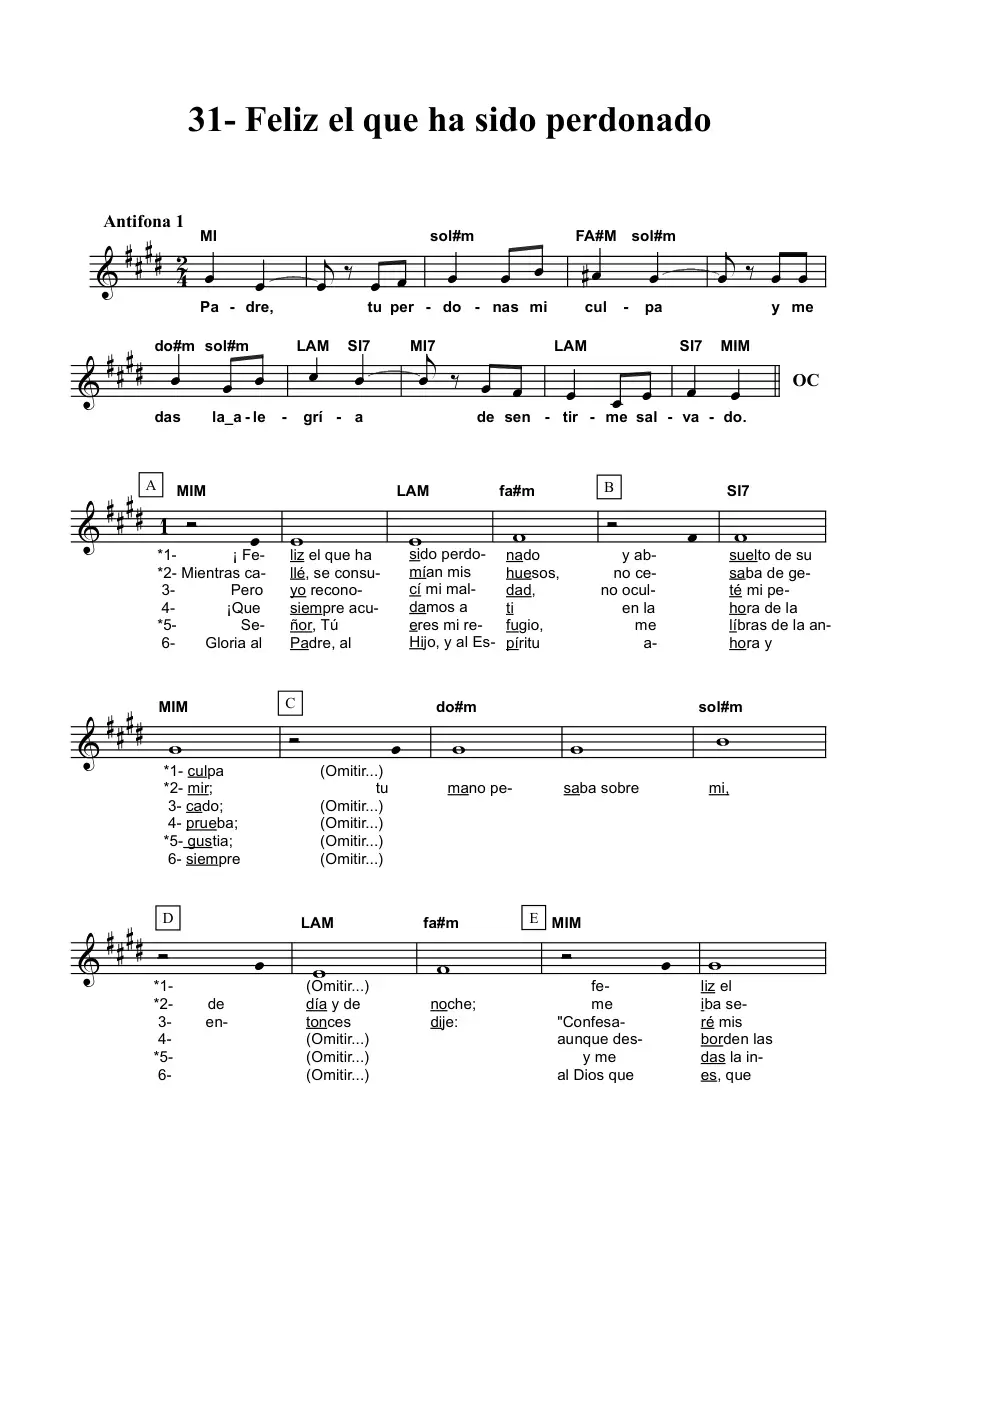 31- Feliz el que ha sido perdonado
Antifona 1
MI sol#m FA#M sol#m
2
4
Pa - dre, tu per - do - nas mi cul - pa y me
do#m sol#m LAM SI7 MI7 LAM SI7 MIM
OC
das la_a - le - grí - a de sen - tir - me sal - va - do.
A MIM LAM fa#m B SI7
1
*1- ¡ Fe- liz el que ha sido perdo- nado y ab- suelto de su
*2- Mientras ca- llé, se consu- mían mis huesos, no ce- saba de ge-
3- Pero yo recono- cí mi mal- dad, no ocul- té mi pe-
4- ¡Que siempre acu- damos a ti en la hora de la
*5- Se- ñor, Tú eres mi re- fugio, me líbras de la an-
6- Gloria al Padre, al Hijo, y al Es- píritu a- hora y
MIM C do#m sol#m
*1- culpa (Omitir...)
*2- mir; tu mano pe- saba sobre mi,
3- cado; (Omitir...)
4- prueba; (Omitir...)
*5- gustia; (Omitir...)
6- siempre (Omitir...)
D LAM fa#m E MIM
*1- (Omitir...) fe- liz el
*2- de día y de noche; me iba se-
3- en- tonces dije: "Confesa- ré mis
4- (Omitir...) aunque des- borden las
*5- (Omitir...) y me das la in-
6- (Omitir...) al Dios que es, que